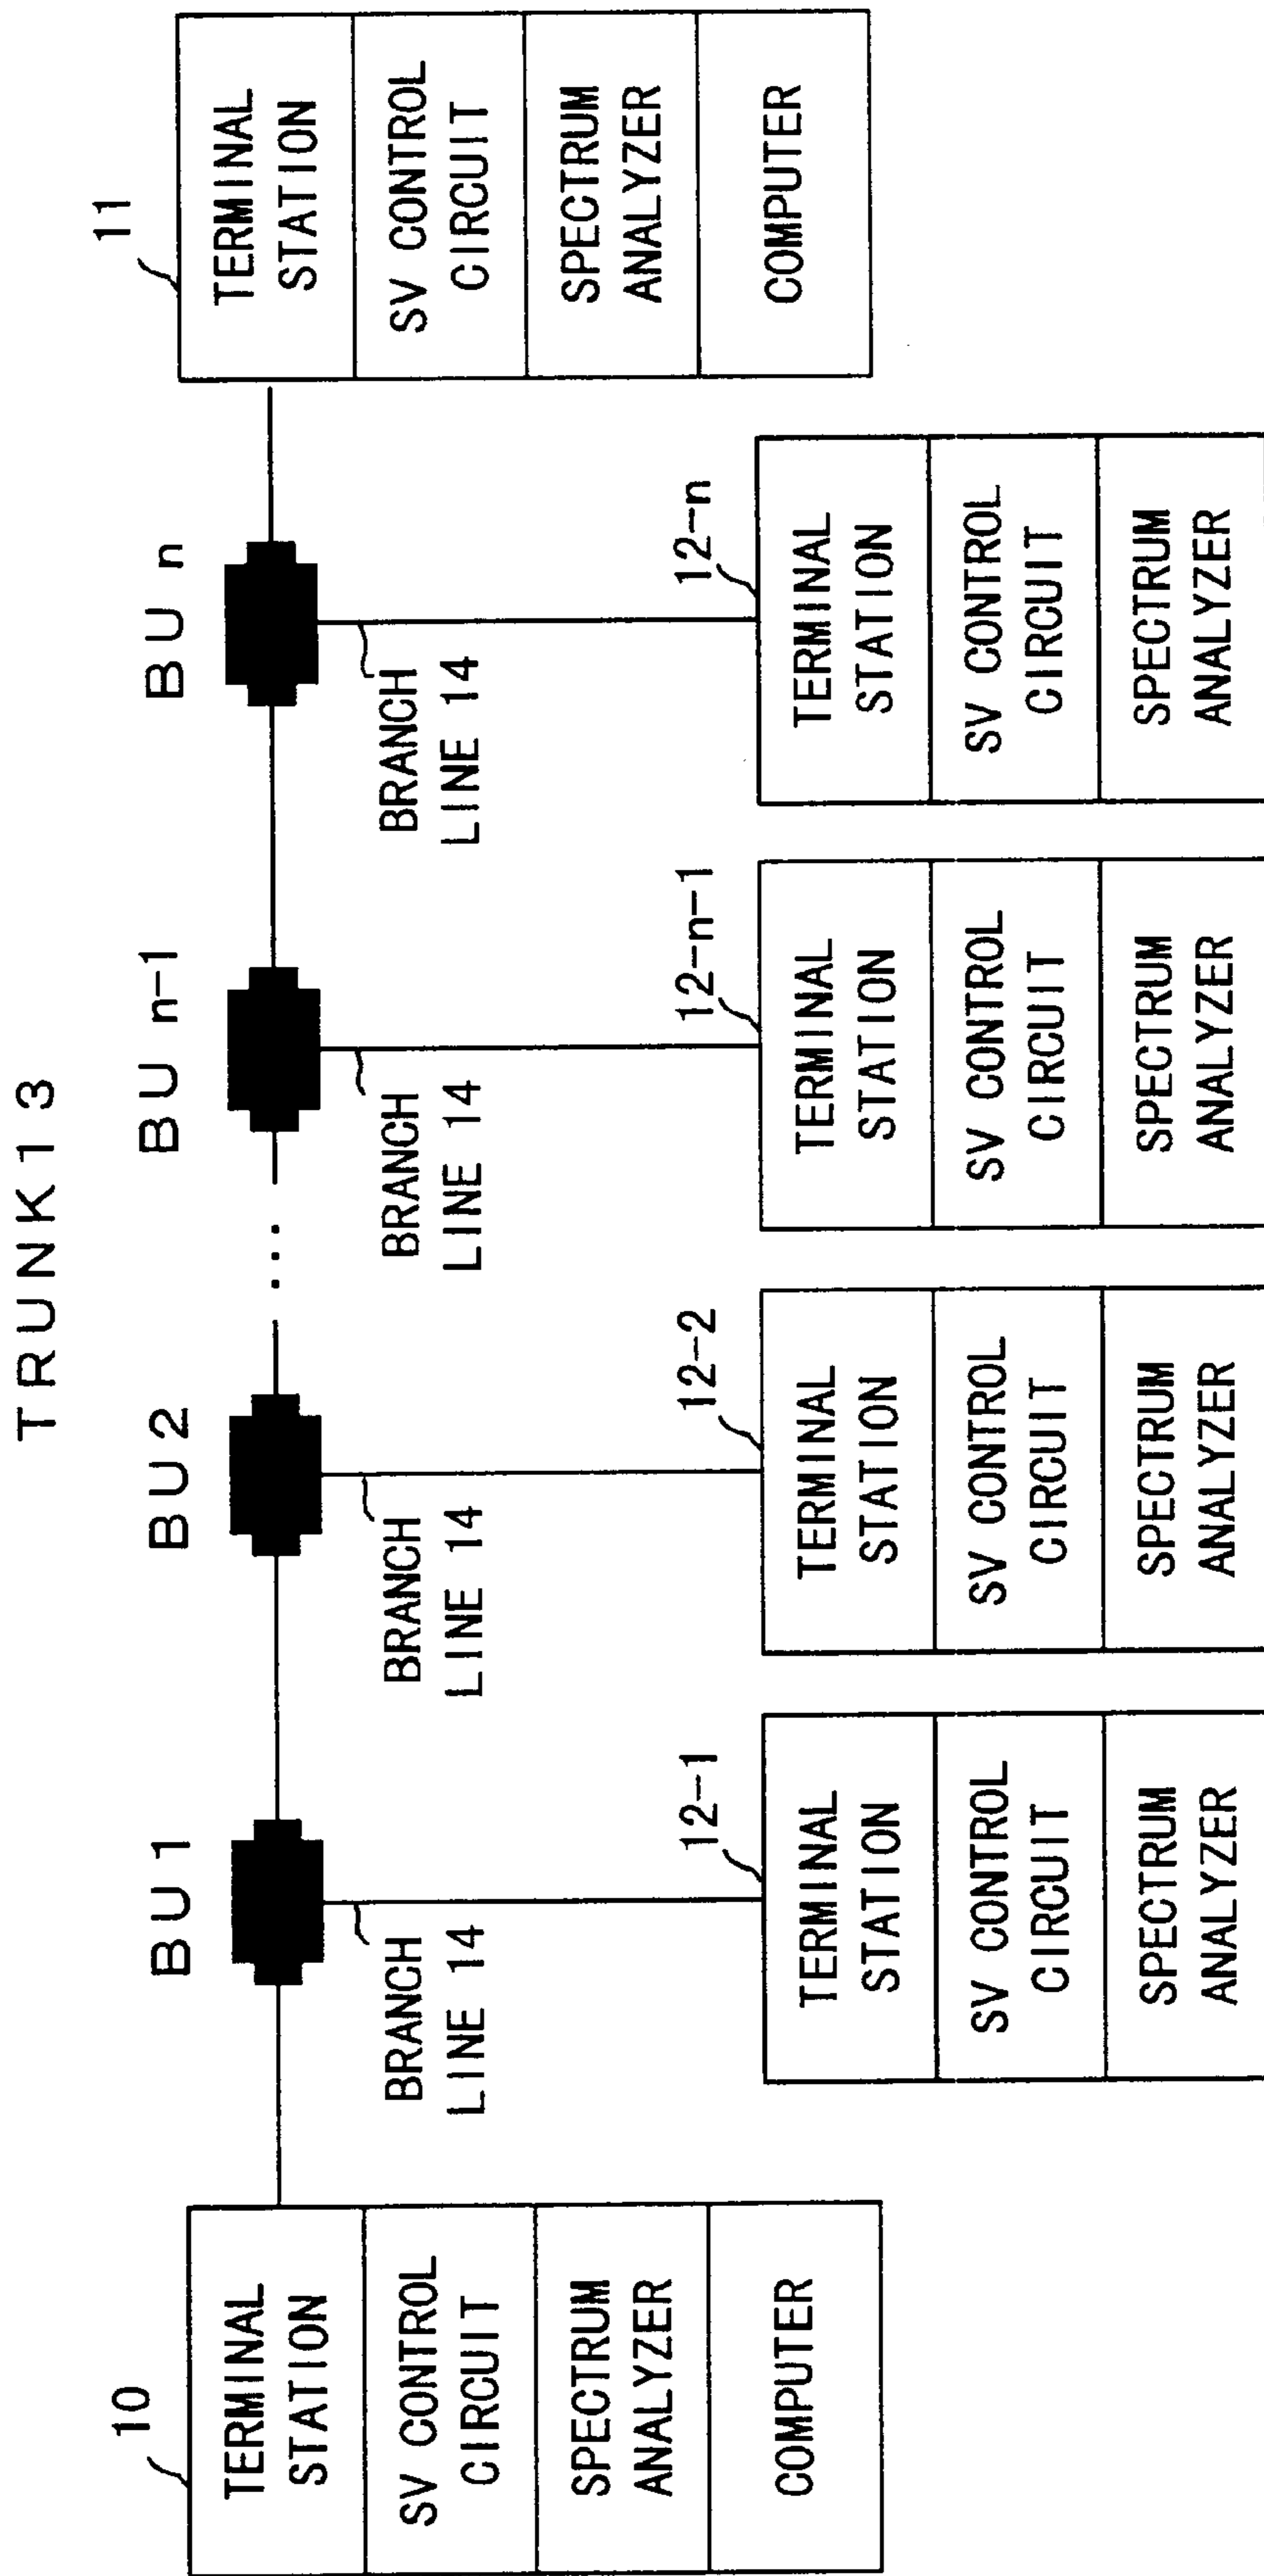 TRUNK13
BU1
BU2
...
BU n-1
BU n
10
TERMINAL
STATION
SV CONTROL
CIRCUIT
SPECTRUM
ANALYZER
COMPUTER
BRANCH
LINE 14
BRANCH
LINE 14
BRANCH
LINE 14
BRANCH
LINE 14
11
TERMINAL
STATION
SV CONTROL
CIRCUIT
SPECTRUM
ANALYZER
COMPUTER
12-1
TERMINAL
STATION
SV CONTROL
CIRCUIT
SPECTRUM
ANALYZER
12-2
TERMINAL
STATION
SV CONTROL
CIRCUIT
SPECTRUM
ANALYZER
12-n-1
TERMINAL
STATION
SV CONTROL
CIRCUIT
SPECTRUM
ANALYZER
12-n
TERMINAL
STATION
SV CONTROL
CIRCUIT
SPECTRUM
ANALYZER